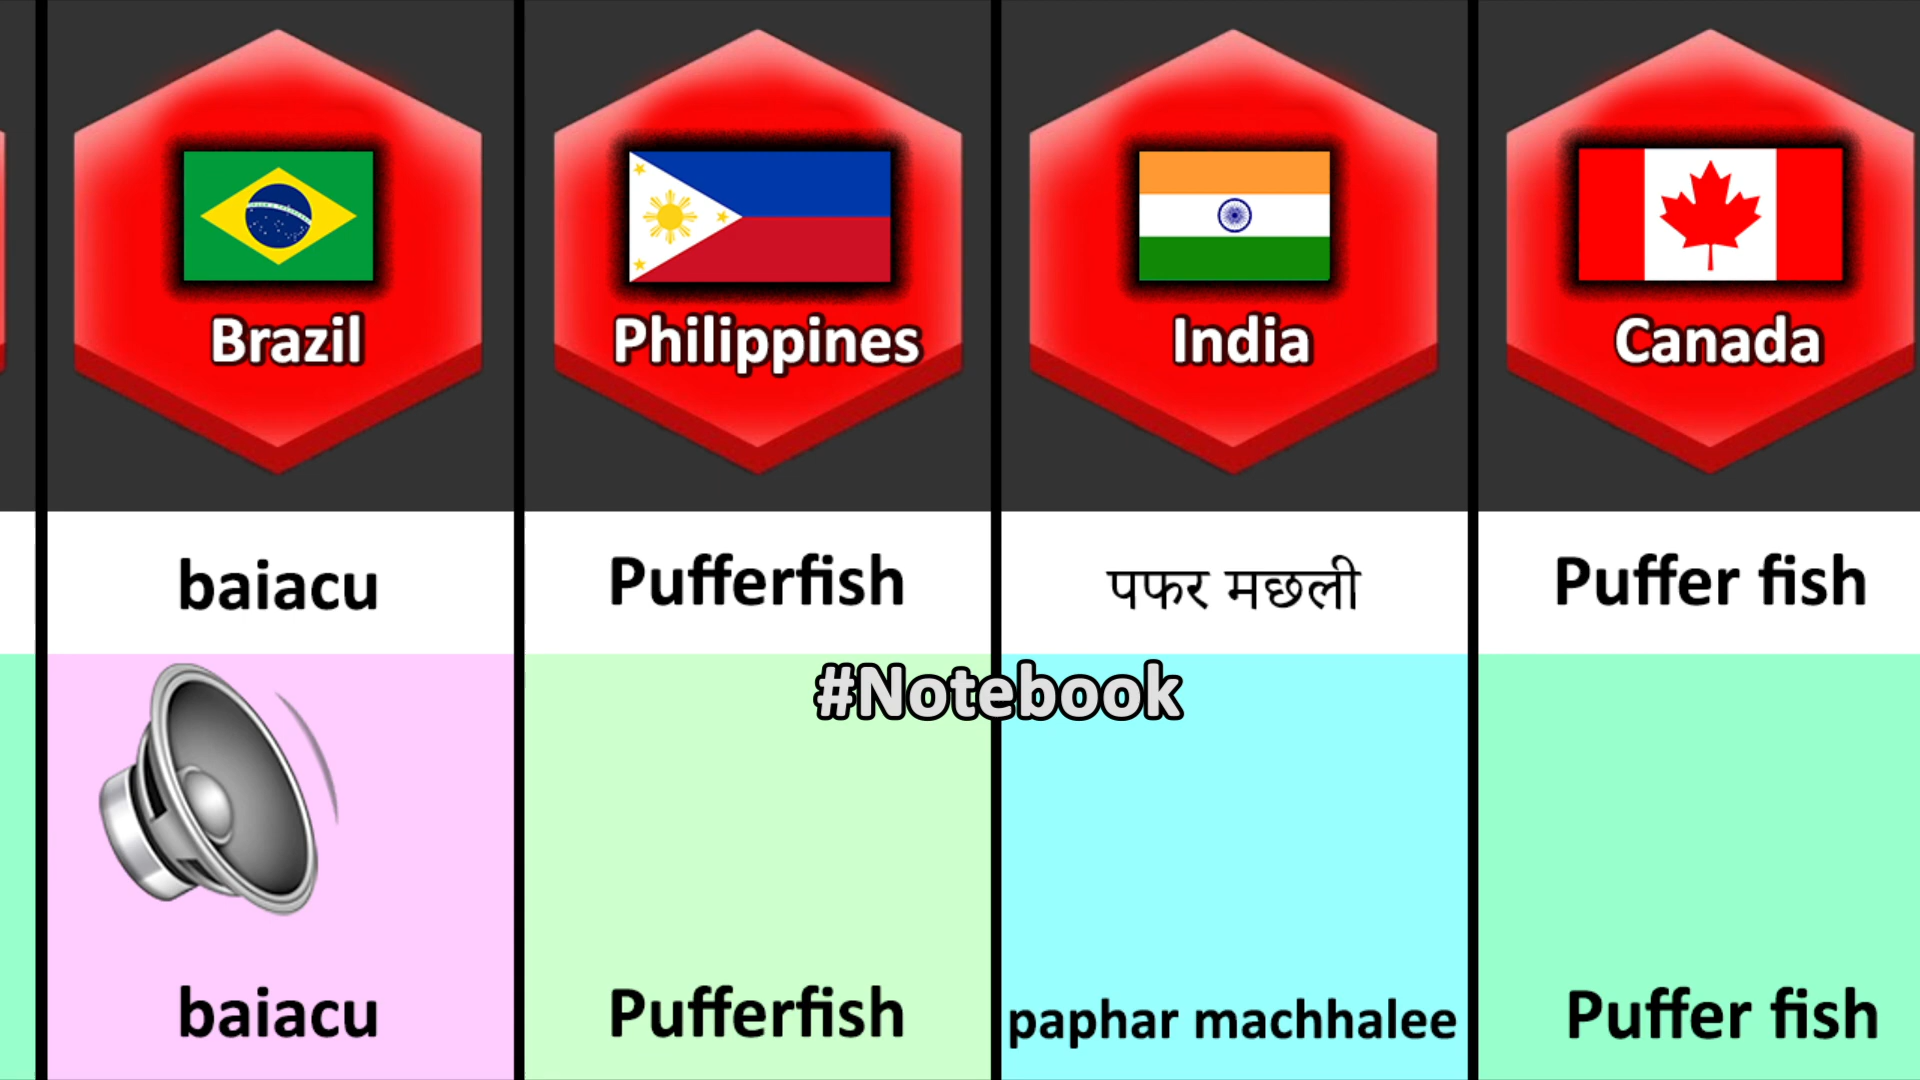 Brazil
Philippines
India
Canada
baiacu
Pufferfish
पफर मछली
Puffer fish
#Notebook
baiacu
Pufferfish
paphar machhalee
Puffer fish